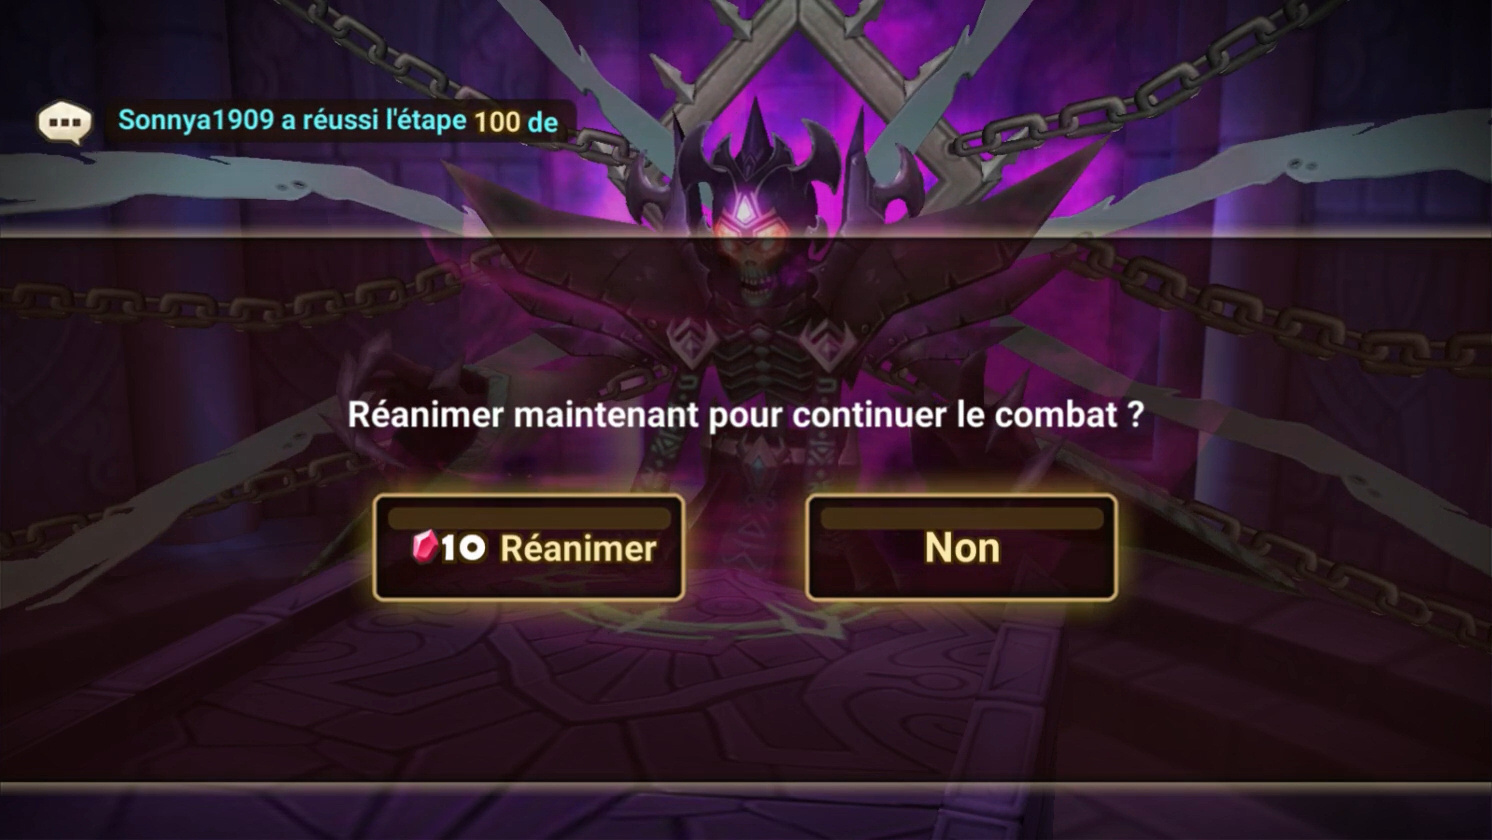 Sonnya1909 a réussi l'étape 100 de
Réanimer maintenant pour continuer le combat ?
10 Réanimer
Non